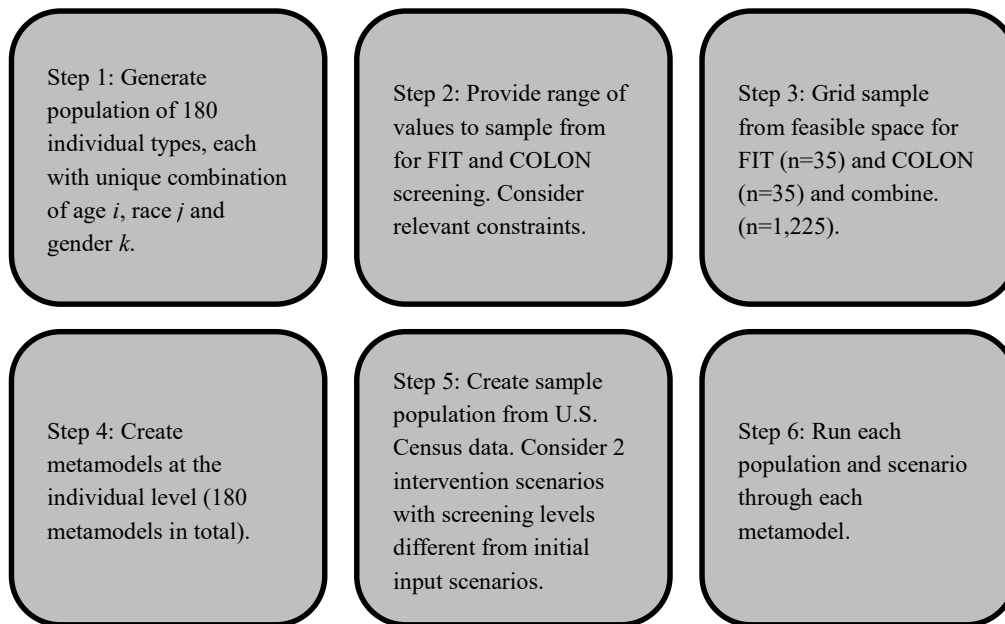 Step 1: Generate
population of 180
individual types, each
with unique combination
of age i, race j and
gender k.
Step 2: Provide range of
values to sample from
for FIT and COLON
screening. Consider
relevant constraints.
Step 3: Grid sample
from feasible space for
FIT (n=35) and COLON
(n=35) and combine.
(n=1,225).
Step 4: Create
metamodels at the
individual level (180
metamodels in total).
Step 5: Create sample
population from U.S.
Census data. Consider 2
intervention scenarios
with screening levels
different from initial
input scenarios.
Step 6: Run each
population and scenario
through each
metamodel.